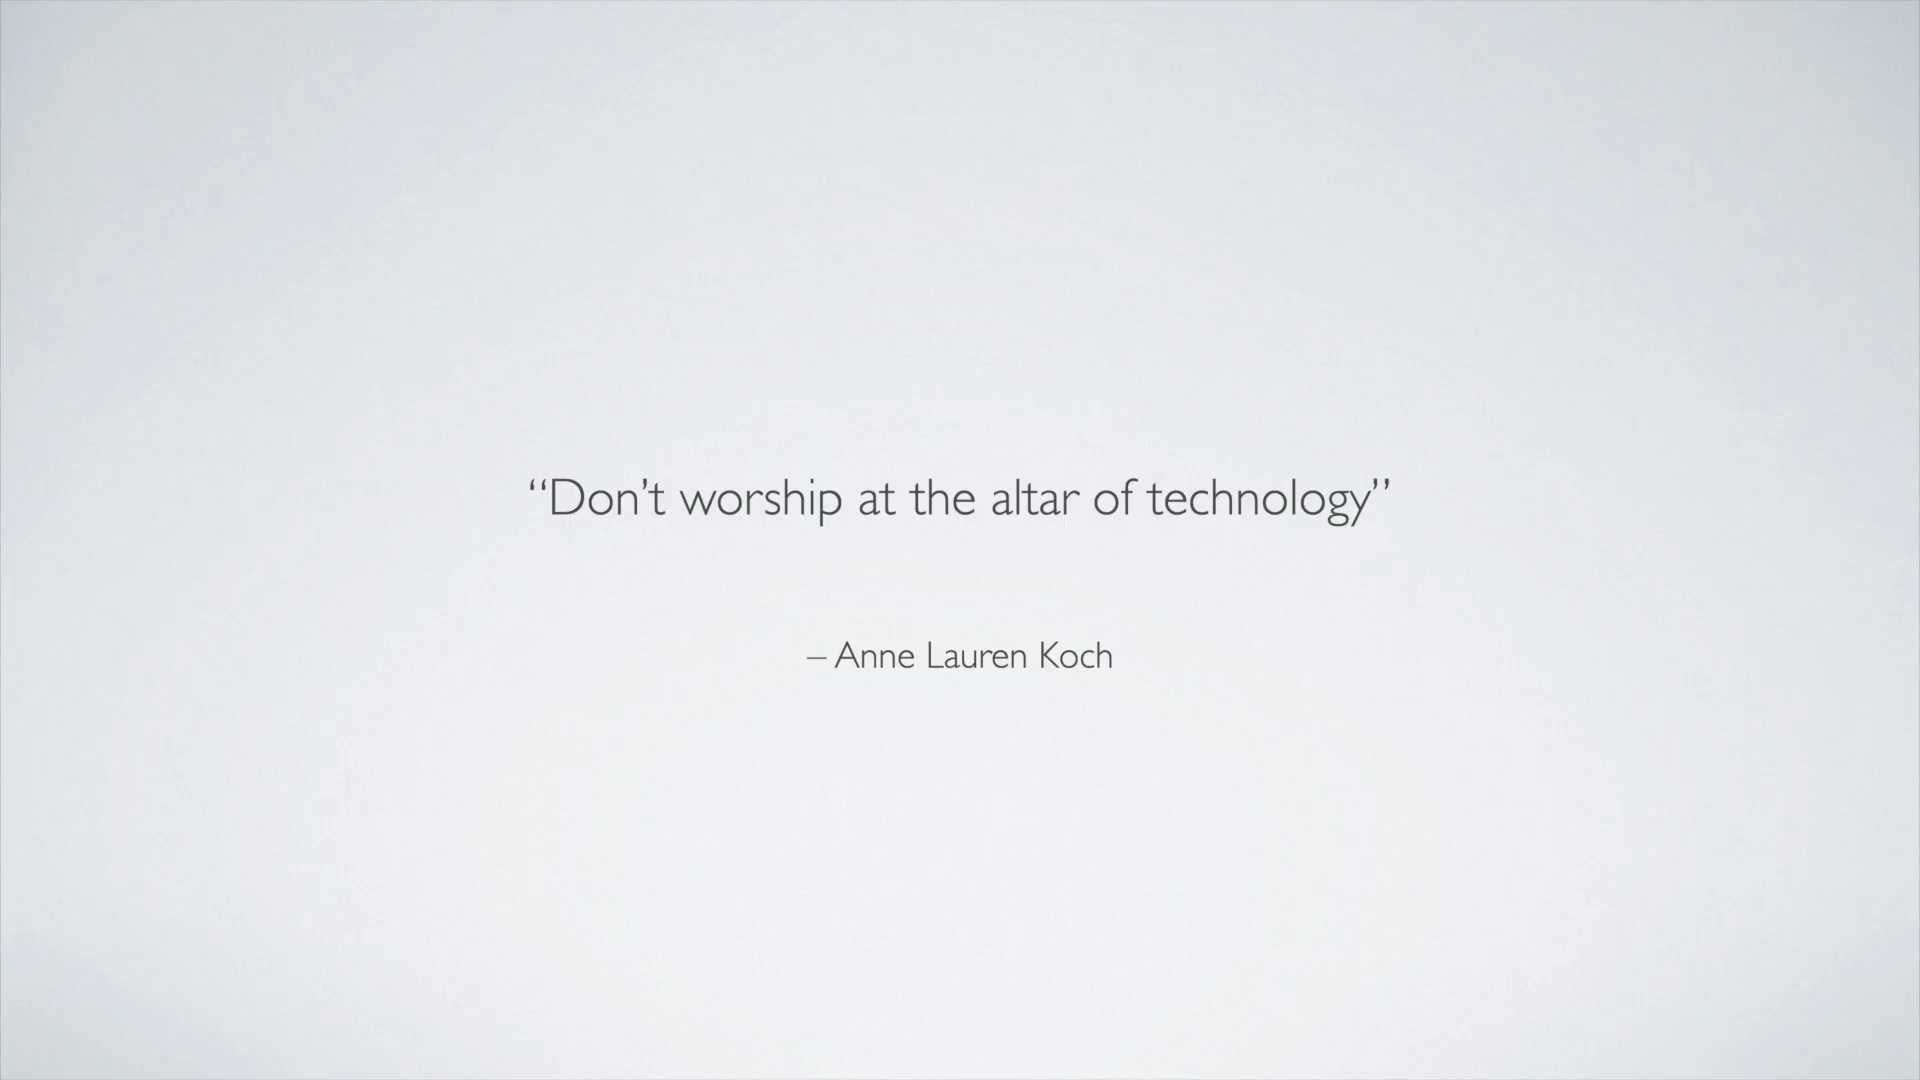 “Don’t worship at the altar of technology”
– Anne Lauren Koch